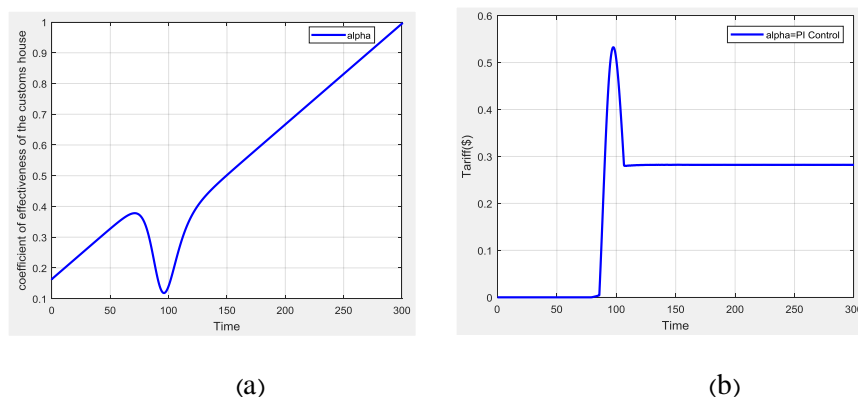 alpha
coefficient of effectiveness of the customs house
1
0.9
0.8
0.7
0.6
0.5
0.4
0.3
0.2
0.1
0 50 100 150 200 250 300
Time
(a)
alpha=PI Control
Tariff($)
0.6
0.5
0.4
0.3
0.2
0.1
0
0 50 100 150 200 250 300
Time
(b)